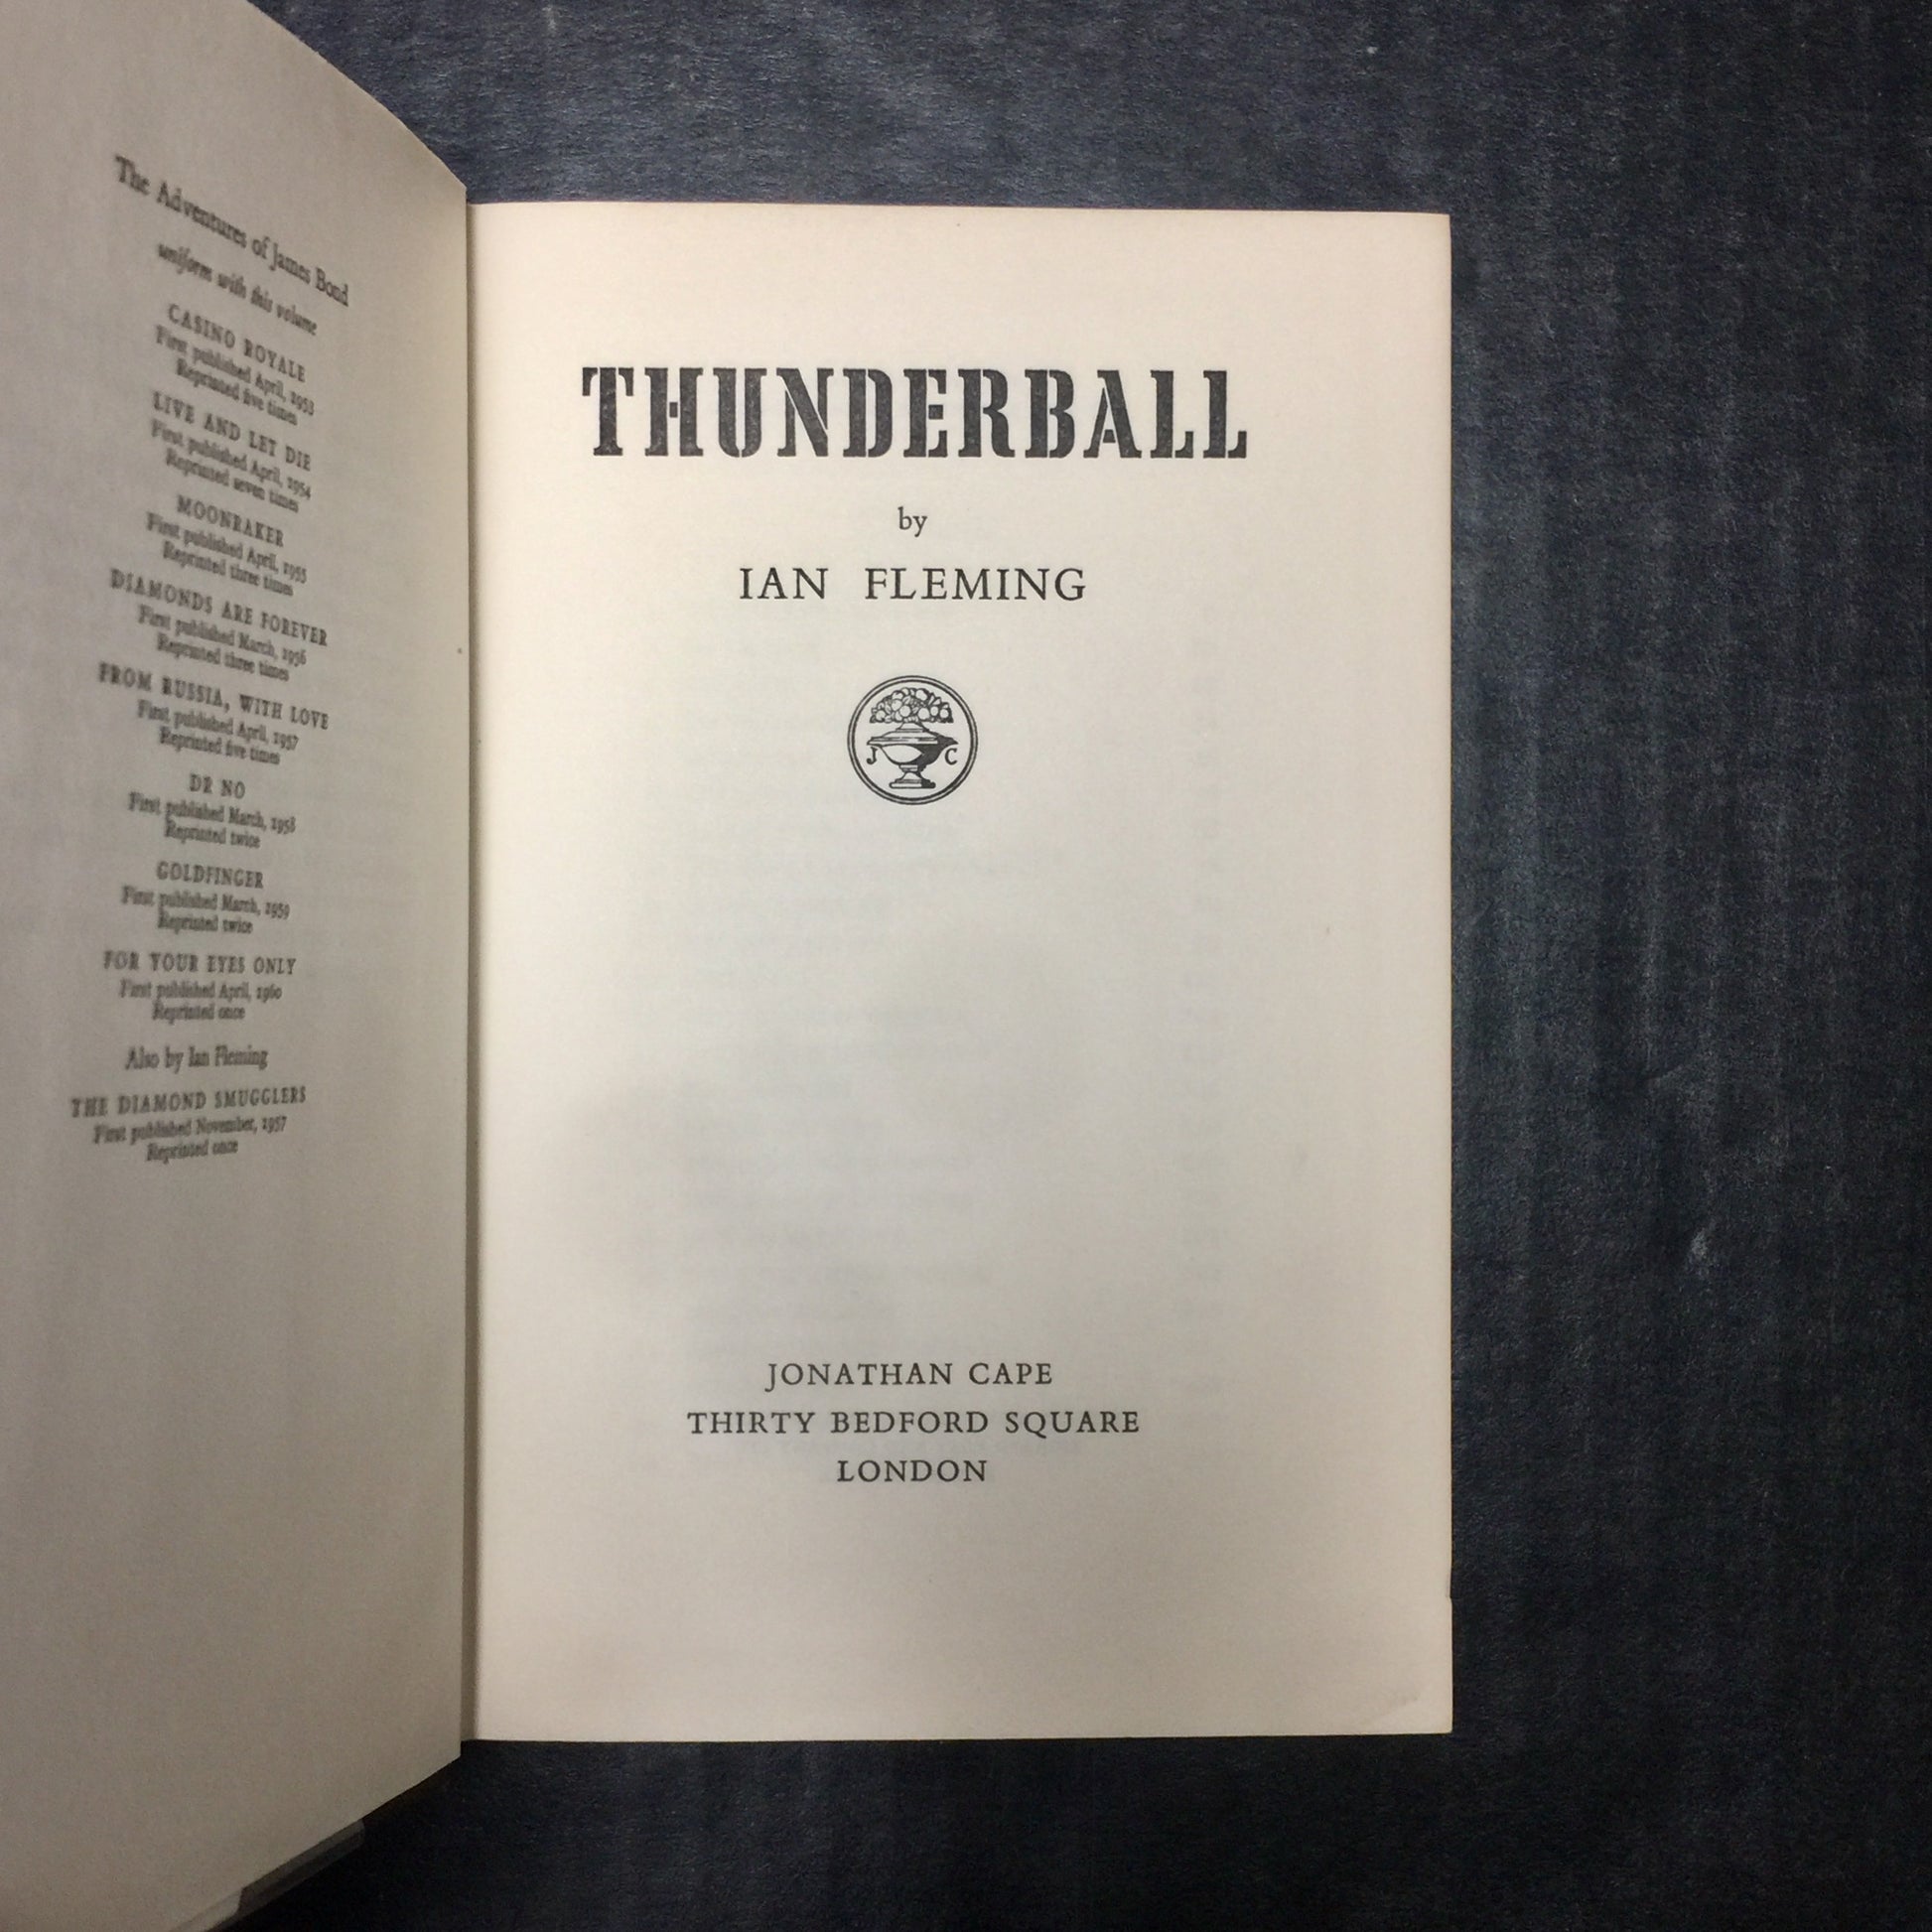 The Adventures of James Bond
uniform with this volume
CASINO ROYALE
First published April, 1953
Reprinted five times
LIVE AND LET DIE
First published April, 1954
Reprinted seven times
MOONRAKER
First published April, 1955
Reprinted three times
DIAMONDS ARE FOREVER
First published March, 1956
Reprinted three times
FROM RUSSIA, WITH LOVE
First published April, 1957
Reprinted five times
DR NO
First published March, 1958
Reprinted twice
GOLDFINGER
First published March, 1959
Reprinted twice
FOR YOUR EYES ONLY
First published April, 1960
Reprinted once
Also by Ian Fleming
THE DIAMOND SMUGGLERS
First published November, 1957
Reprinted once
THUNDERBALL
by
IAN FLEMING
J C
JONATHAN CAPE
THIRTY BEDFORD SQUARE
LONDON